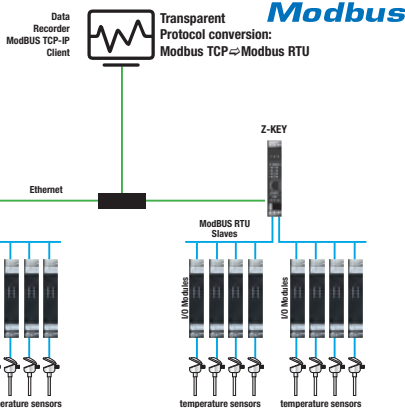 Modbus
Data
Recorder
ModBUS TCP-IP
Client
Transparent
Protocol conversion:
Modbus TCP⇨Modbus RTU
Z-KEY
Ethernet
ModBUS RTU
Slaves
I/O Modules
I/O Modules
erature sensors
temperature sensors
temperature sensors